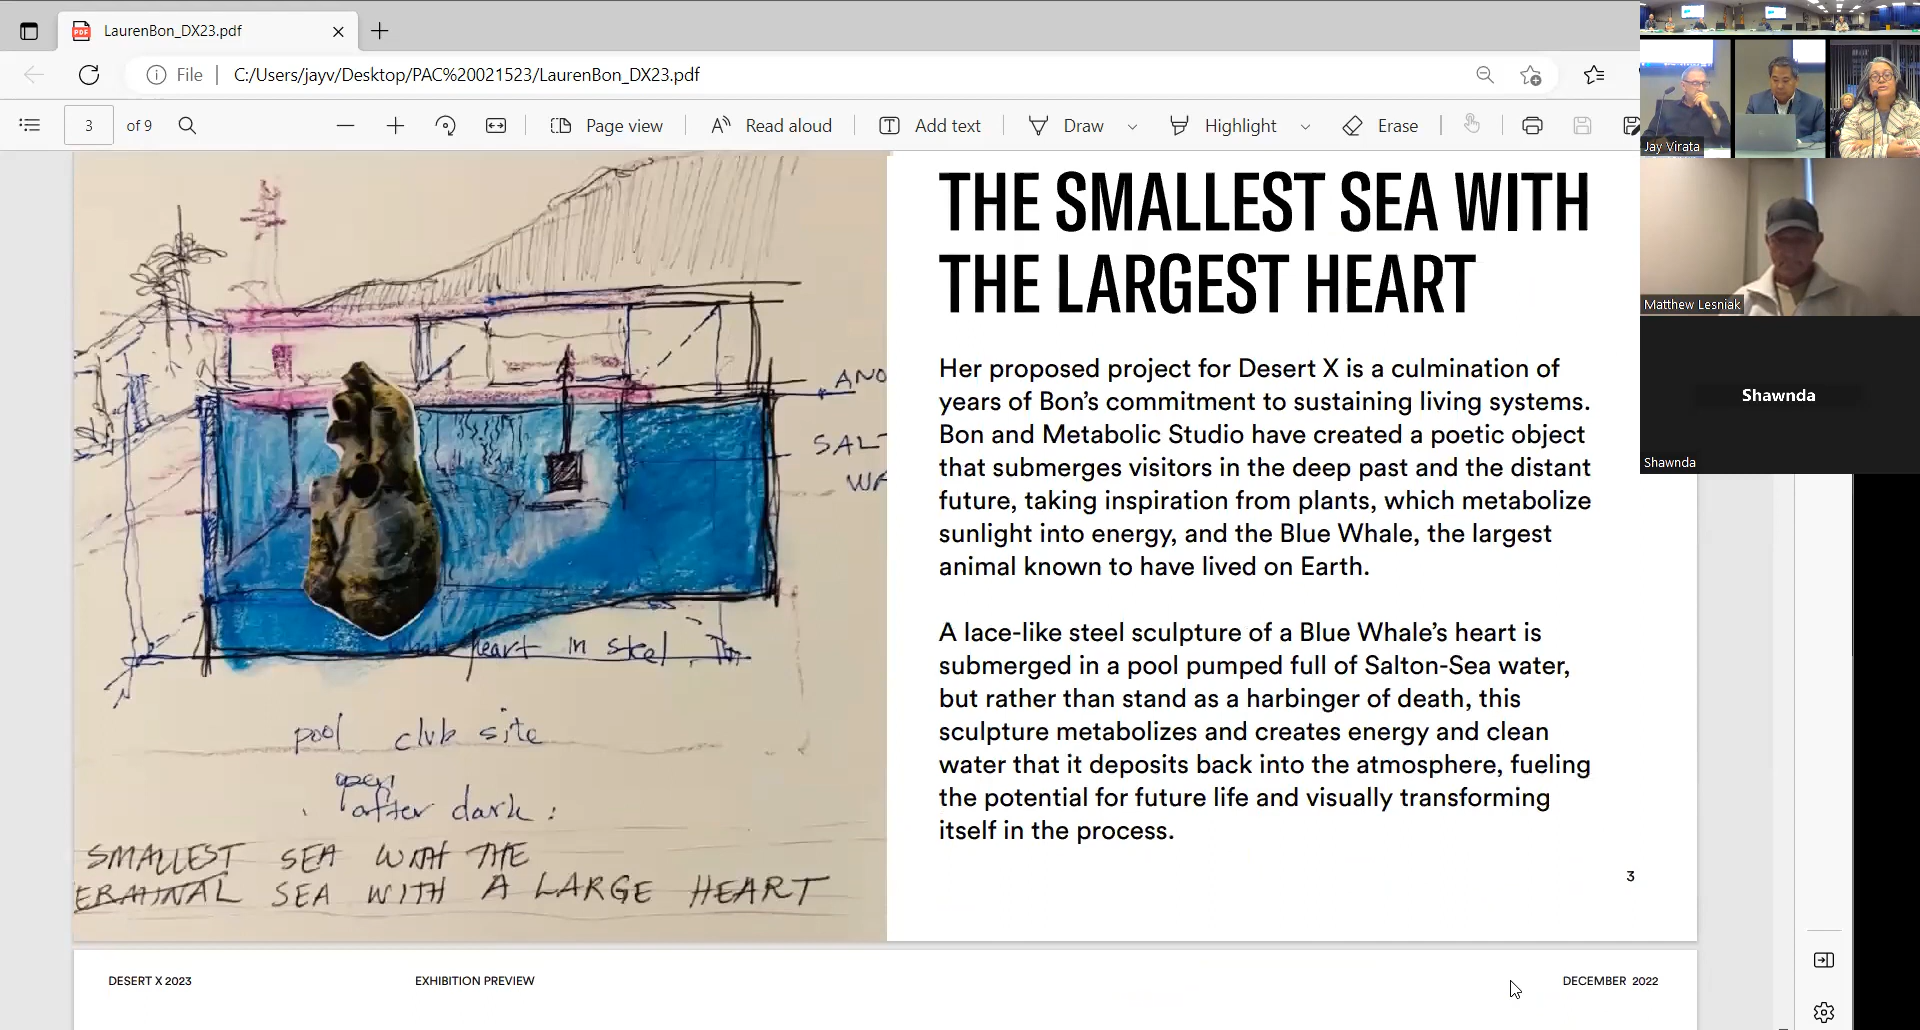 LaurenBon_DX23.pdf
File
C:/Users/jayv/Desktop/PAC%20021523/LaurenBon_DX23.pdf
3
of 9
Page view
Read aloud
Add text
Draw
Highlight
Erase
Jay Virata
Matthew Lesniak
Shawnda
Shawnda
SALT
heart in steel
pool club site
open
after dark:
SMALLEST SEA WITH THE
SEA WITH A LARGE HEART
THE SMALLEST SEA WITH
THE LARGEST HEART
Her proposed project for Desert X is a culmination of
years of Bon's commitment to sustaining living systems.
Bon and Metabolic Studio have created a poetic object
that submerges visitors in the deep past and the distant
future, taking inspiration from plants, which metabolize
sunlight into energy, and the Blue Whale, the largest
animal known to have lived on Earth.
A lace-like steel sculpture of a Blue Whale's heart is
submerged in a pool pumped full of Salton-Sea water,
but rather than stand as a harbinger of death, this
sculpture metabolizes and creates energy and clean
water that it deposits back into the atmosphere, fueling
the potential for future life and visually transforming
itself in the process.
3
DESERT X 2023
EXHIBITION PREVIEW
DECEMBER 2022